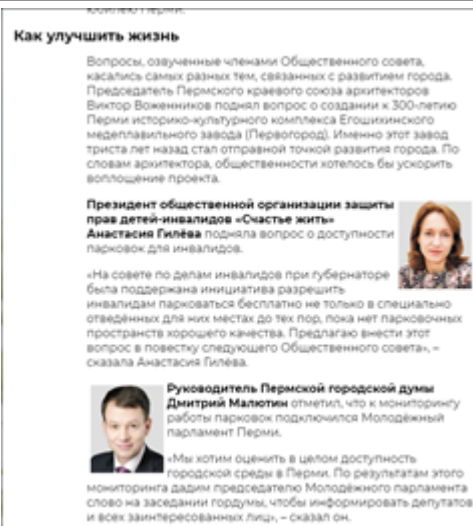 юбилею Перми.
Как улучшить жизнь
Вопросы, озвученные членами Общественного совета,
касались самых разных тем, связанных с развитием города.
Председатель Пермского краевого союза архитекторов
Виктор Воженников поднял вопрос о создании к 300-летию
Перми историко-культурного комплекса Егошихинского
медеплавильного завода (Первогород). Именно этот завод
триста лет назад стал отправной точкой развития города. По
словам архитектора, общественности хотелось бы ускорить
воплощение проекта.
Президент общественной организации защиты
прав детей-инвалидов «Счастье жить»
Анастасия Гилёва подняла вопрос о доступности
парковок для инвалидов.
«На совете по делам инвалидов при губернаторе
была поддержана инициатива разрешить
инвалидам парковаться бесплатно не только в специально
отведённых для них местах до тех пор, пока нет парковочных
пространств хорошего качества. Предлагаю внести этот
вопрос в повестку следующего Общественного совета», –
сказала Анастасия Гилёва.
Руководитель Пермской городской думы
Дмитрий Малютин отметил, что к мониторингу
работы парковок подключился Молодёжный
парламент Перми.
«Мы хотим оценить в целом доступность
городской среды в Перми. По результатам этого
мониторинга дадим председателю Молодёжного парламента
слово на заседании гордумы, чтобы информировать депутатов
и всех заинтересованных лиц», – сказал он.